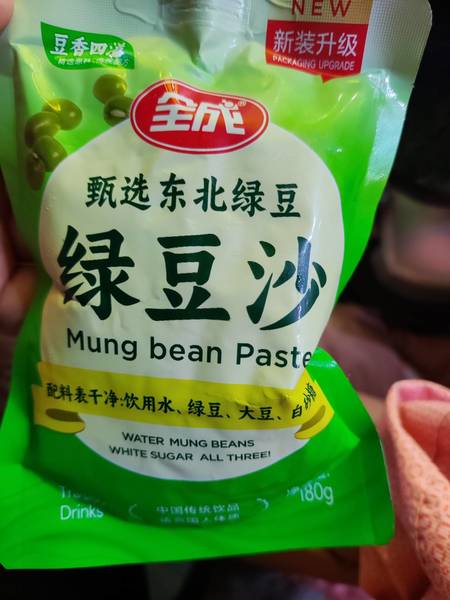 豆香四溢
NEW
新装升级
PACKAGING UPGRADE
全成®
甄选东北绿豆
绿豆沙
Mung bean Paste
配料表干净:饮用水、绿豆、大豆、白
WATER MUNG BEANS
WHITE SUGAR ALL THREE!
180g
Drinks
中国传统饮品